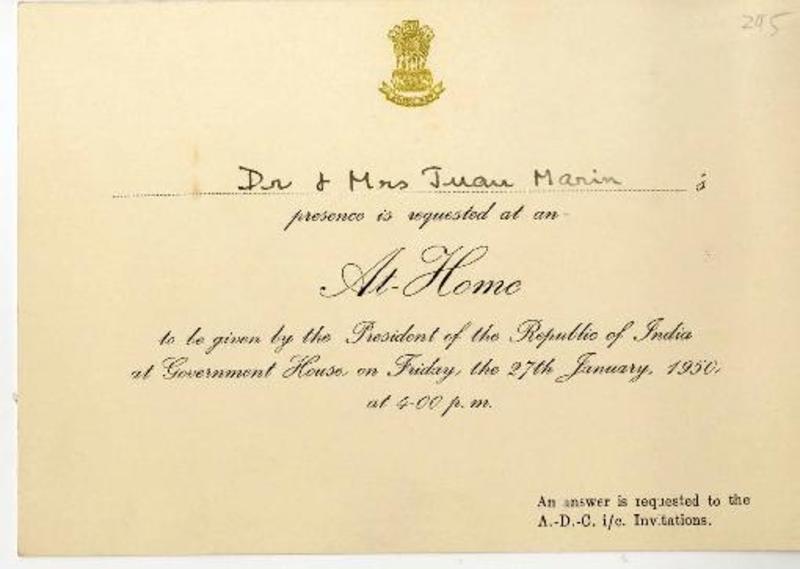 295
Dr & Mrs Juan Marin 's
presence is requested at an
At-Home
to be given by the President of the Republic of India
at Government House, on Friday, the 27th January, 1950,
at 4-00 p.m.
An answer is requested to the
A.-D.-C. i/c. Invitations.